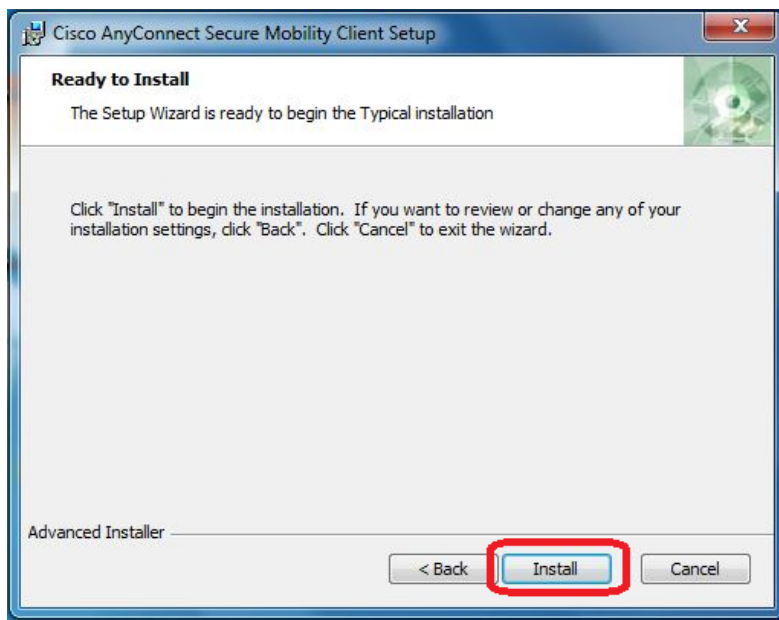 Cisco AnyConnect Secure Mobility Client Setup
Ready to Install
The Setup Wizard is ready to begin the Typical installation
Click "Install" to begin the installation.  If you want to review or change any of your
installation settings, click "Back".  Click "Cancel" to exit the wizard.
Advanced Installer
< Back Install Cancel